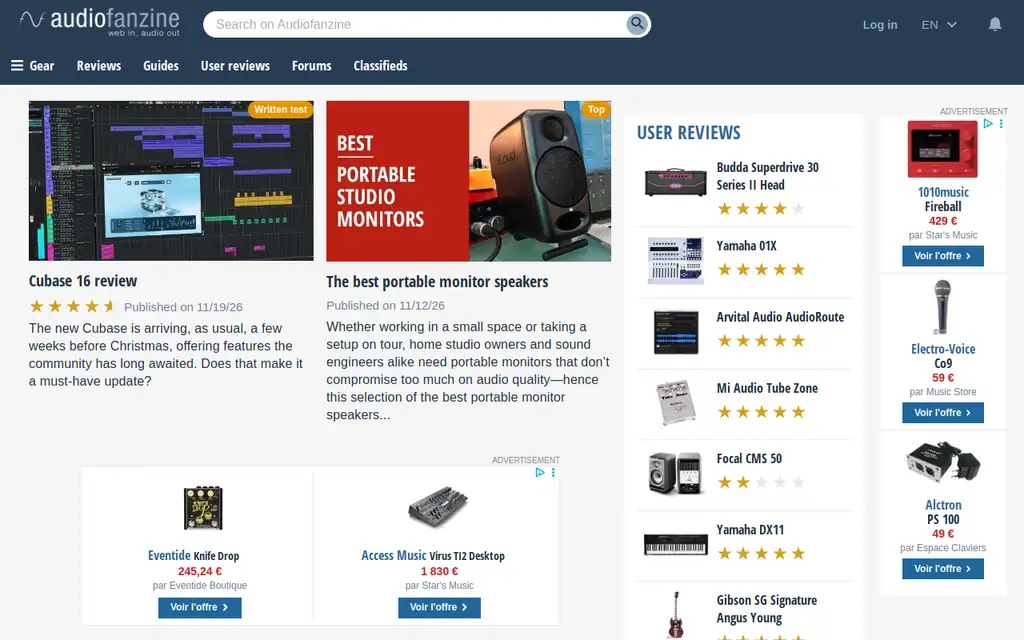 audiofanzine
web in, audio out
Search on Audiofanzine
Log in
EN
Gear
Reviews
Guides
User reviews
Forums
Classifieds
Written test
Cubase 16 review
Published on 11/19/26
The new Cubase is arriving, as usual, a few
weeks before Christmas, offering features the
community has long awaited. Does that make it
a must-have update?
Top
BEST
PORTABLE
STUDIO
MONITORS
iLoud
The best portable monitor speakers
Published on 11/12/26
Whether working in a small space or taking a
setup on tour, home studio owners and sound
engineers alike need portable monitors that don’t
compromise too much on audio quality—hence
this selection of the best portable monitor
speakers...
ADVERTISEMENT
Eventide Knife Drop
245,24 €
par Eventide Boutique
Voir l'offre
Access Music Virus TI2 Desktop
1 830 €
par Star's Music
Voir l'offre
USER REVIEWS
Budda Superdrive 30
Series II Head
Yamaha 01X
Arvital Audio AudioRoute
Mi Audio Tube Zone
Focal CMS 50
Yamaha DX11
Gibson SG Signature
Angus Young
ADVERTISEMENT
1010music
Fireball
429 €
par Star's Music
Voir l'offre
Electro-Voice
Co9
59 €
par Music Store
Voir l'offre
Alctron
PS 100
49 €
par Espace Claviers
Voir l'offre